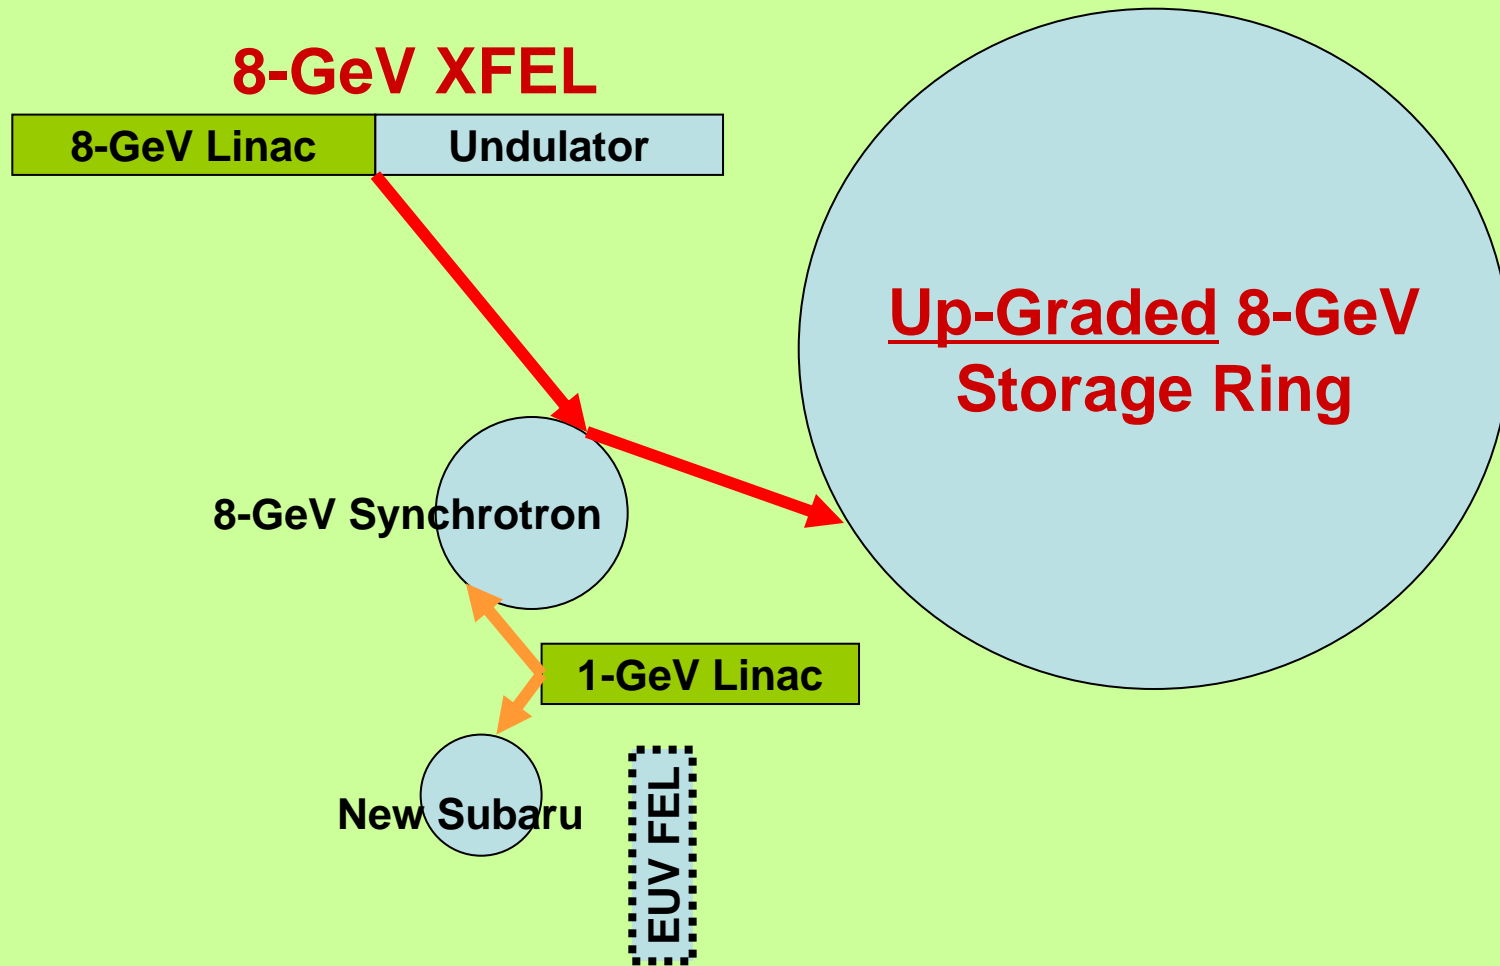 8-GeV XFEL
8-GeV Linac
Undulator
Up-Graded 8-GeV
Storage Ring
8-GeV Synchrotron
1-GeV Linac
New Subaru
EUV FEL